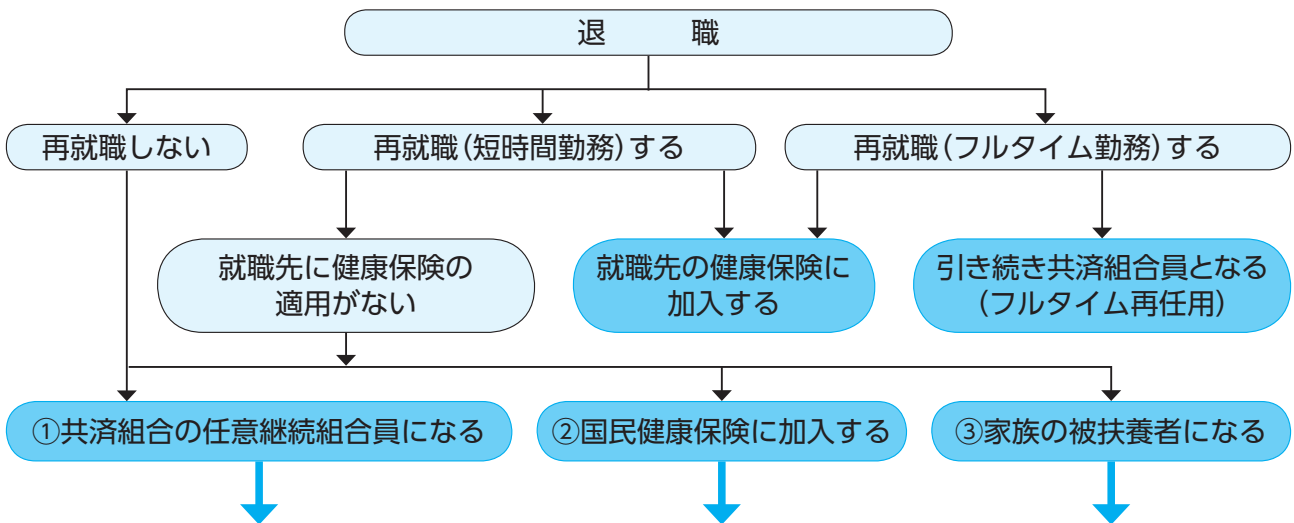 退　職
再就職しない
再就職(短時間勤務)する
再就職(フルタイム勤務)する
就職先に健康保険の
適用がない
就職先の健康保険に
加入する
引き続き共済組合員となる
(フルタイム再任用)
①共済組合の任意継続組合員になる
②国民健康保険に加入する
③家族の被扶養者になる